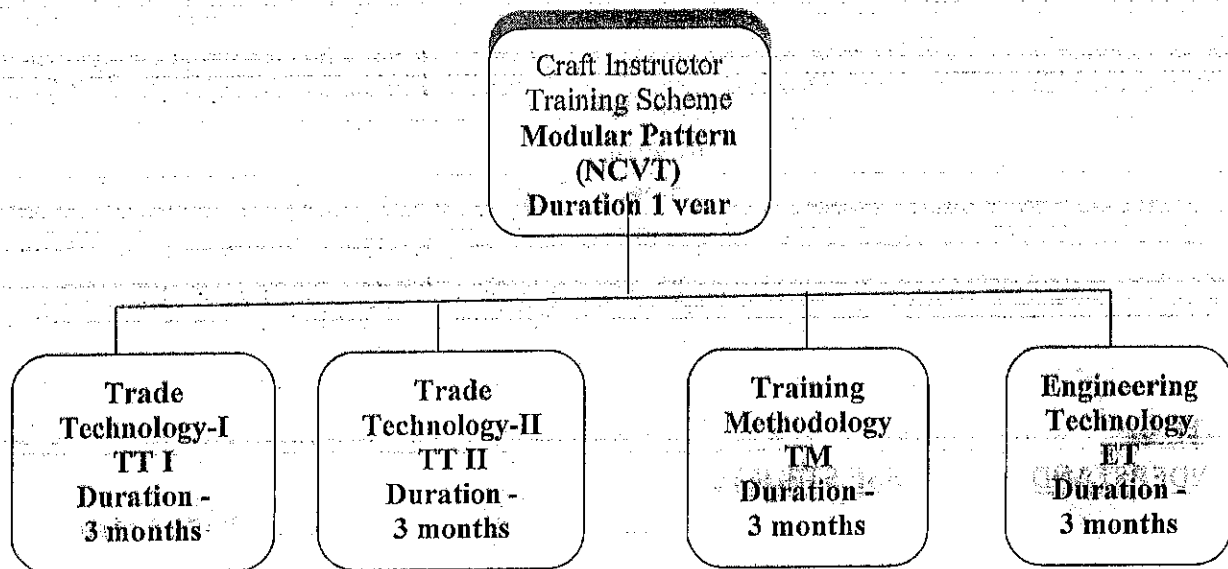 Craft Instructor
Training Scheme
Modular Pattern
(NCVT)
Duration 1 year
Trade
Technology-I
TT I
Duration -
3 months
Trade
Technology-II
TT II
Duration -
3 months
Training
Methodology
TM
Duration -
3 months
Engineering
Technology
ET
Duration -
3 months